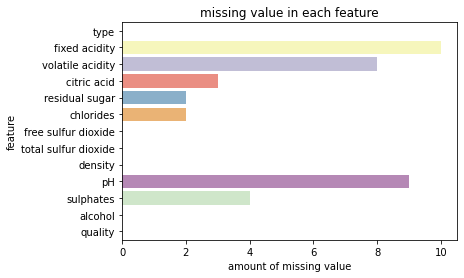 missing value in each feature
type
fixed acidity
volatile acidity
citric acid
residual sugar
chlorides
free sulfur dioxide
total sulfur dioxide
density
pH
sulphates
alcohol
quality
feature
0 2 4 6 8 10
amount of missing value